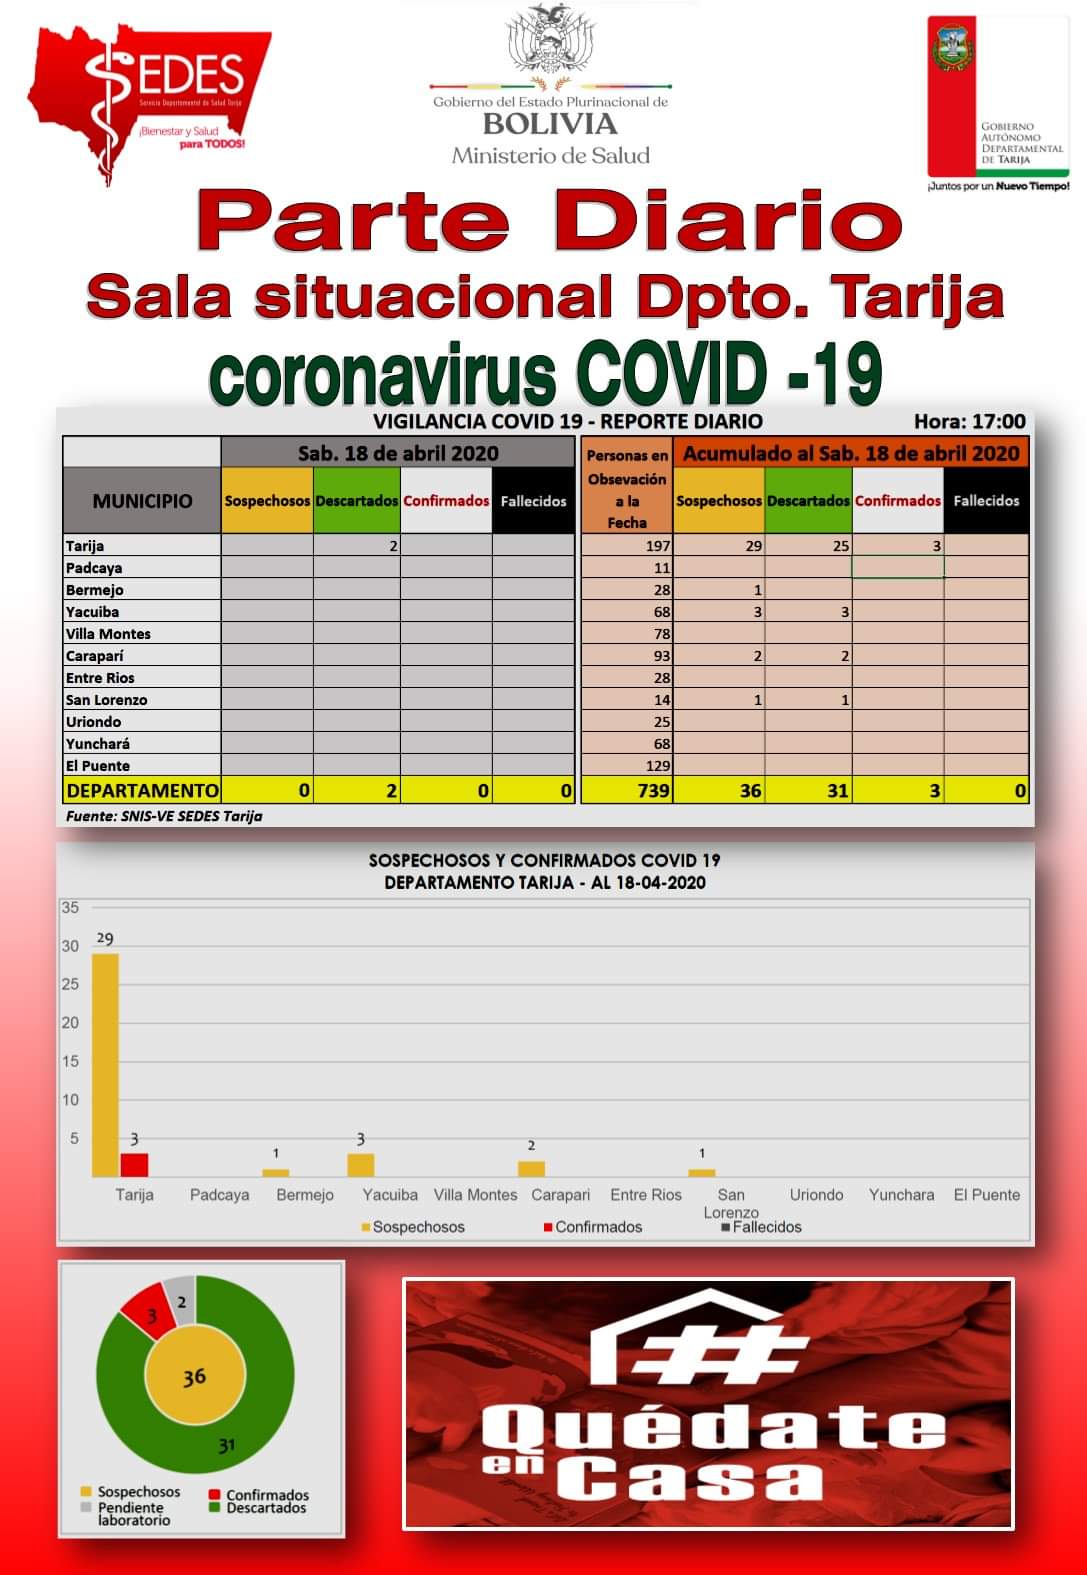 SEDES
Servicio Departamental de Salud Tarija
¡Bienestar y Salud
para TODOS!
Gobierno del Estado Plurinacional de
BOLIVIA
Ministerio de Salud
GOBIERNO
AUTÓNOMO
DEPARTAMENTAL
DE TARIJA
¡Juntos por un Nuevo Tiempo!
Parte Diario
Sala situacional Dpto. Tarija
coronavirus COVID -19
VIGILANCIA COVID 19 - REPORTE DIARIO Hora: 17:00
Sab. 18 de abril 2020 Personas en Obsevación a la Fecha Acumulado al Sab. 18 de abril 2020
MUNICIPIO Sospechosos Descartados Confirmados Fallecidos Sospechosos Descartados Confirmados Fallecidos
Tarija 2 197 29 25 3
Padcaya 11
Bermejo 28 1
Yacuiba 68 3 3
Villa Montes 78
Caraparí 93 2 2
Entre Rios 28
San Lorenzo 14 1 1
Uriondo 25
Yunchará 68
El Puente 129
DEPARTAMENTO 0 2 0 0 739 36 31 3 0
Fuente: SNIS-VE SEDES Tarija
SOSPECHOSOS Y CONFIRMADOS COVID 19
DEPARTAMENTO TARIJA - AL 18-04-2020
35
30 29
25
20
15
10
5 3 1 3 2 1
Tarija Padcaya Bermejo Yacuiba Villa Montes Carapari Entre Rios San Lorenzo Uriondo Yunchara El Puente
Sospechosos Confirmados Fallecidos
3 2
36
31
Sospechosos Confirmados
Pendiente laboratorio Descartados
#
Quédate
en Casa